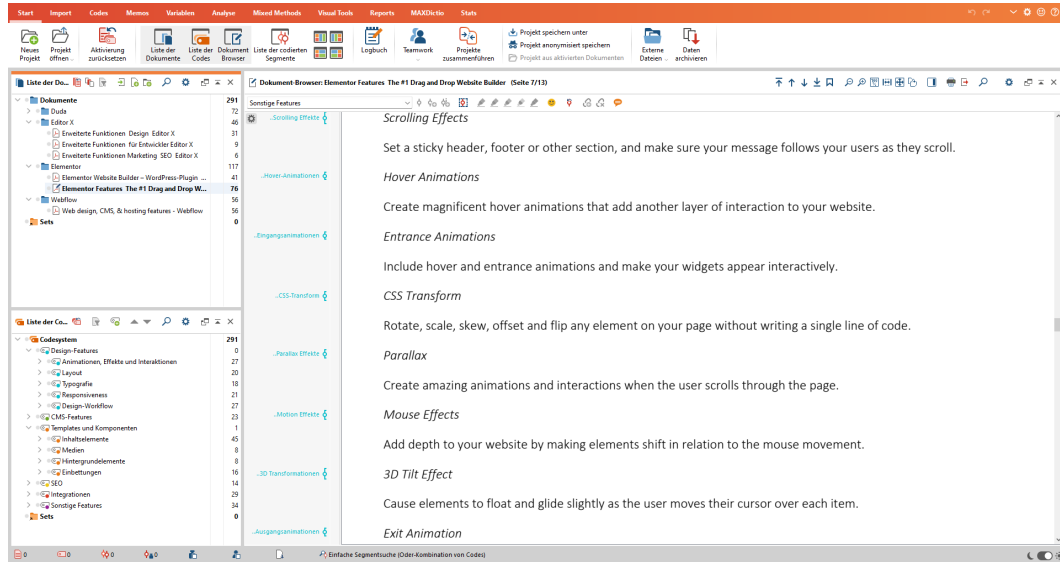 Start Import Codes Memos Variablen Analyse Mixed Methods Visual Tools Reports MAXDictio Stats
Neues Projekt
Projekt öffnen
Aktivierung zurücksetzen
Liste der Dokumente
Liste der Codes
Dokument Browser
Liste der codierten Segmente
Logbuch
Teamwork
Projekte zusammenführen
Projekt speichern unter
Projekt anonymisiert speichern
Projekt aus aktivierten Dokumenten
Externe Dateien
Daten archivieren
Liste der Do...
Dokumente 291
Duda 72
Editor X 46
Erweiterte Funktionen Design Editor X 31
Erweiterte Funktionen für Entwickler Editor X 9
Erweiterte Funktionen Marketing SEO Editor X 6
Elementor 117
Elementor Website Builder – WordPress-Plugin ... 41
Elementor Features The #1 Drag and Drop W... 76
Webflow 56
Web design, CMS, & hosting features - Webflow 56
Sets 0
Liste der Co...
Codesystem 291
Design-Features 0
Animationen, Effekte und Interaktionen 27
Layout 20
Typografie 18
Responsiveness 21
Design-Workflow 27
CMS-Features 23
Templates und Komponenten 1
Inhaltselemente 45
Medien 8
Hintergrundelemente 8
Einbettungen 16
SEO 14
Integrationen 29
Sonstige Features 34
Sets 0
Dokument-Browser: Elementor Features The #1 Drag and Drop Website Builder (Seite 7/13)
Sonstige Features
..Scrolling Effekte
Scrolling Effects
Set a sticky header, footer or other section, and make sure your message follows your users as they scroll.
..Hover-Animationen
Hover Animations
Create magnificent hover animations that add another layer of interaction to your website.
..Eingangsanimationen
Entrance Animations
Include hover and entrance animations and make your widgets appear interactively.
..CSS-Transform
CSS Transform
Rotate, scale, skew, offset and flip any element on your page without writing a single line of code.
..Parallax Effekte
Parallax
Create amazing animations and interactions when the user scrolls through the page.
..Motion Effekte
Mouse Effects
Add depth to your website by making elements shift in relation to the mouse movement.
..3D Transformationen
3D Tilt Effect
Cause elements to float and glide slightly as the user moves their cursor over each item.
..Ausgangsanimationen
Exit Animation
0 0 0 0 Einfache Segmentsuche (Oder-Kombination von Codes)